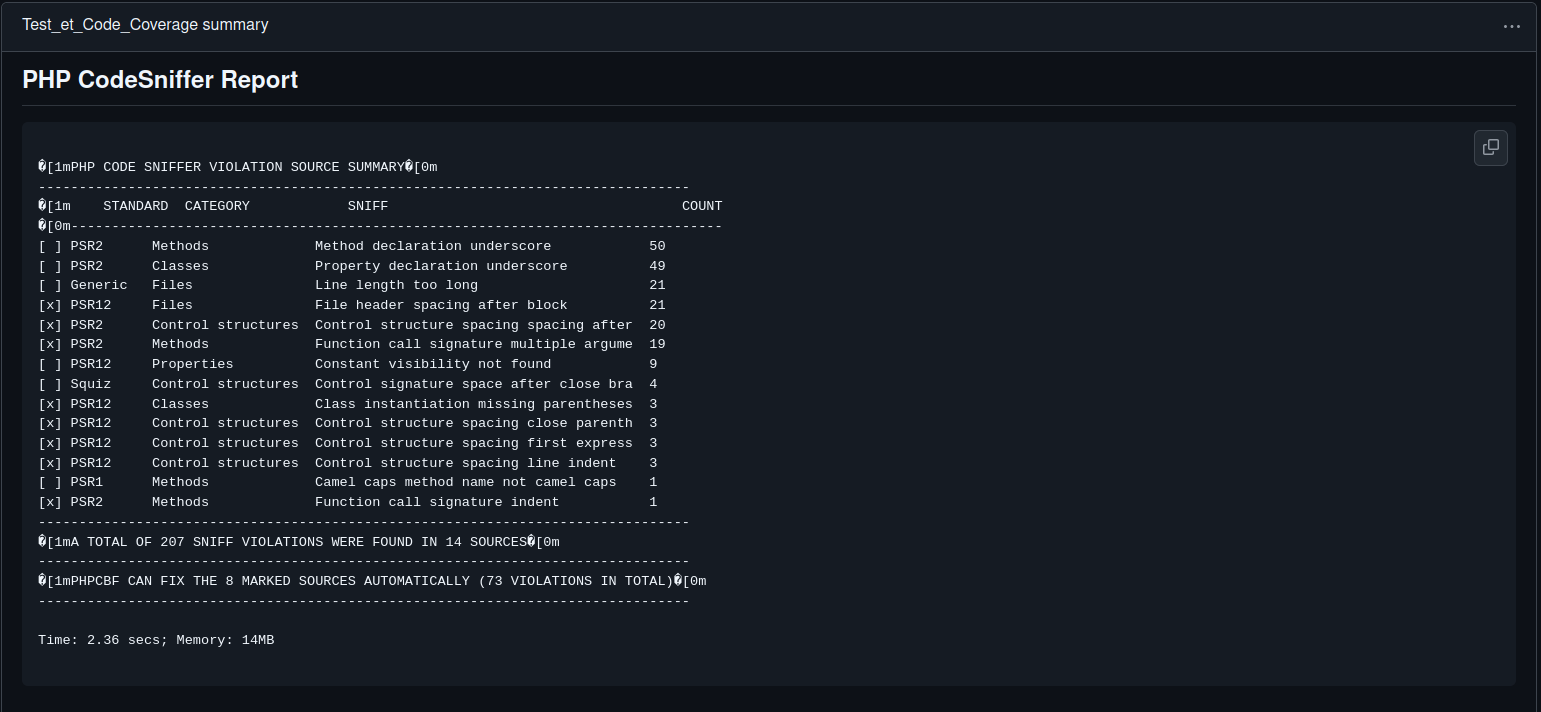 Test_et_Code_Coverage summary
PHP CodeSniffer Report
�[1mPHP CODE SNIFFER VIOLATION SOURCE SUMMARY�[0m
--------------------------------------------------------------------------------
�[1m    STANDARD  CATEGORY            SNIFF                                    COUNT
�[0m--------------------------------------------------------------------------------
[ ] PSR2      Methods             Method declaration underscore            50
[ ] PSR2      Classes             Property declaration underscore          49
[ ] Generic   Files               Line length too long                     21
[x] PSR12     Files               File header spacing after block          21
[x] PSR2      Control structures  Control structure spacing spacing after  20
[x] PSR2      Methods             Function call signature multiple argume  19
[ ] PSR12     Properties          Constant visibility not found            9
[ ] Squiz     Control structures  Control signature space after close bra  4
[x] PSR12     Classes             Class instantiation missing parentheses  3
[x] PSR12     Control structures  Control structure spacing close parenth  3
[x] PSR12     Control structures  Control structure spacing first express  3
[x] PSR12     Control structures  Control structure spacing line indent    3
[ ] PSR1      Methods             Camel caps method name not camel caps    1
[x] PSR2      Methods             Function call signature indent           1
--------------------------------------------------------------------------------
�[1mA TOTAL OF 207 SNIFF VIOLATIONS WERE FOUND IN 14 SOURCES�[0m
--------------------------------------------------------------------------------
�[1mPHPCBF CAN FIX THE 8 MARKED SOURCES AUTOMATICALLY (73 VIOLATIONS IN TOTAL)�[0m
--------------------------------------------------------------------------------
Time: 2.36 secs; Memory: 14MB